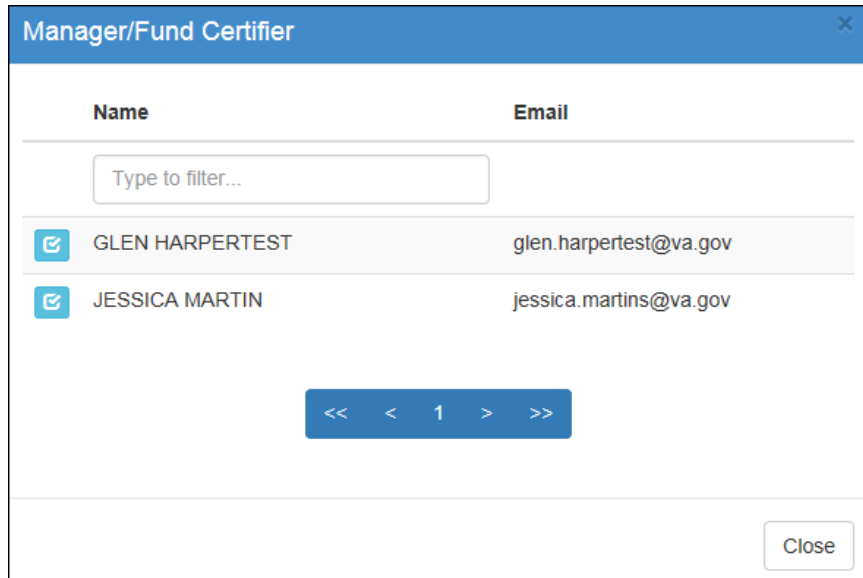 Manager/Fund Certifier ×
Name Email
Type to filter...
GLEN HARPERTEST glen.harpertest@va.gov
JESSICA MARTIN jessica.martins@va.gov
<< < 1 > >>
Close